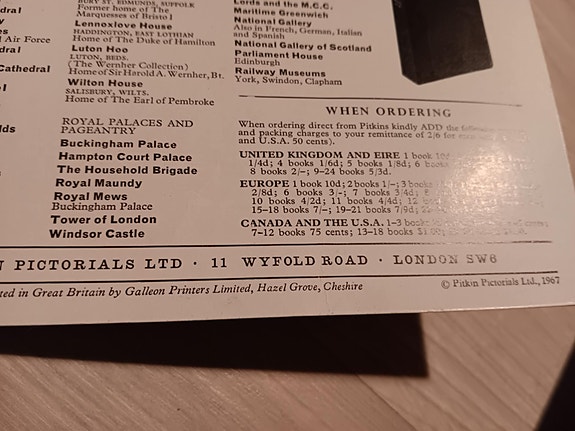 dral
al
l Air Force
Cathedral
lds
BURY ST. EDMUNDS, SUFFOLK
Former home of The
Marquesses of Bristol]
Lennoxlove House
HADDINGTON, EAST LOTHIAN
Home of The Duke of Hamilton
Luton Hoo
LUTON, BEDS.
(The Wernher Collection)
Home of Sir Harold A. Wernher, Bt.
Wilton House
SALISBURY, WILTS.
Home of The Earl of Pembroke
ROYAL PALACES AND
PAGEANTRY
Buckingham Palace
Hampton Court Palace
The Household Brigade
Royal Maundy
Royal Mews
Buckingham Palace
Tower of London
Windsor Castle
Lords and the M.C.C.
Maritime Greenwich
National Gallery
Also in French, German, Italian
and Spanish
National Gallery of Scotland
Parliament House
Edinburgh
Railway Museums
York, Swindon, Clapham
WHEN ORDERING
When ordering direct from Pitkins kindly ADD the
and packing charges to your remittance of 2/6 for
and U.S.A. 50 cents).
UNITED KINGDOM AND EIRE 1 book 10d
1/4d; 4 books 1/6d; 5 books 1/8d; 6
8 books 2/–; 9–24 books 5/3d.
EUROPE 1 book 10d; 2 books 1/–; 3 books
2/8d; 6 books 3/–; 7 books 3/4d; 8
10 books 4/2d; 11 books 4/4d; 12
15–18 books 7/–; 19–21 books 7/9d;
CANADA AND THE U.S.A. 1–3 books
7–12 books 75 cents; 13–18 books
N PICTORIALS LTD · 11 WYFOLD ROAD · LONDON SW6
ted in Great Britain by Galleon Printers Limited, Hazel Grove, Cheshire
© Pitkin Pictorials Ltd., 1967